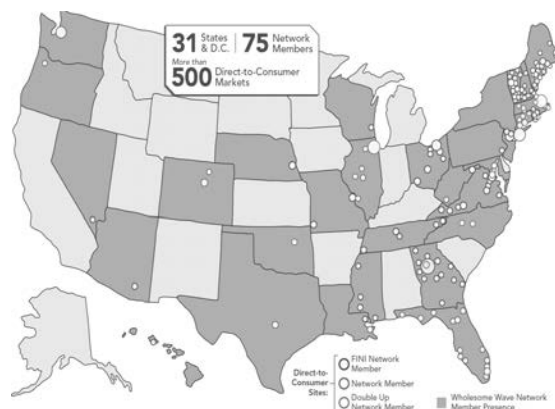 31 States & D.C. | 75 Network Members
More than
500 Direct-to-Consumer Markets
Direct-to-Consumer Sites:
FINI Network Member
Network Member
Double Up Network Member
Wholesome Wave Network Member Presence